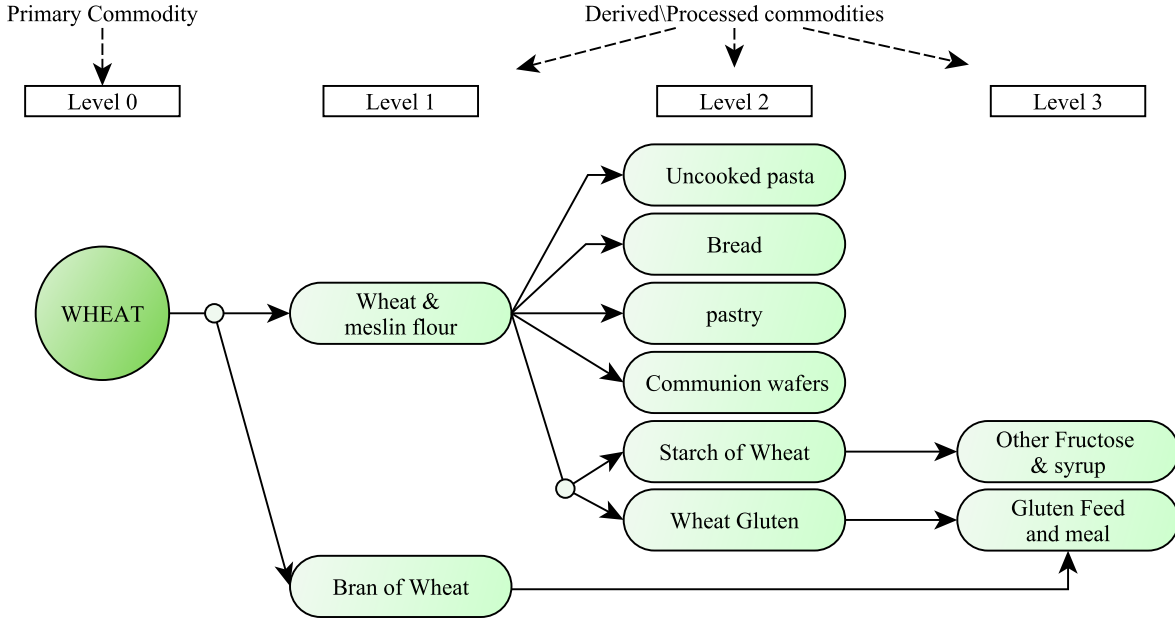 Primary Commodity
Derived\Processed commodities
Level 0
Level 1
Level 2
Level 3
Uncooked pasta
Bread
WHEAT
Wheat &
meslin flour
pastry
Communion wafers
Starch of Wheat
Other Fructose
& syrup
Wheat Gluten
Gluten Feed
and meal
Bran of Wheat